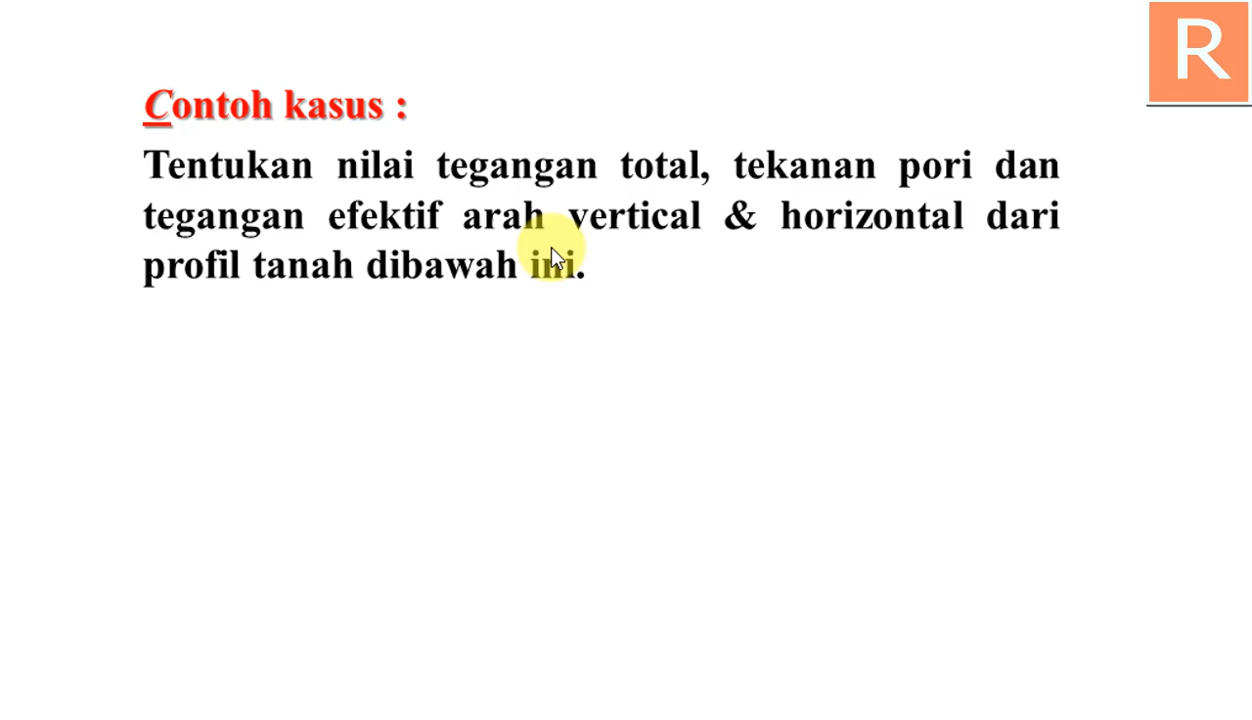 R
Contoh kasus :
Tentukan nilai tegangan total, tekanan pori dan
tegangan efektif arah vertical & horizontal dari
profil tanah dibawah ini.